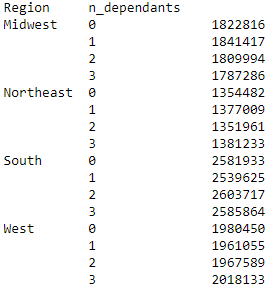 Region n_dependants
Midwest 0 1822816
1 1841417
2 1809994
3 1787286
Northeast 0 1354482
1 1377009
2 1351961
3 1381233
South 0 2581933
1 2539625
2 2603717
3 2585864
West 0 1980450
1 1961055
2 1967589
3 2018133